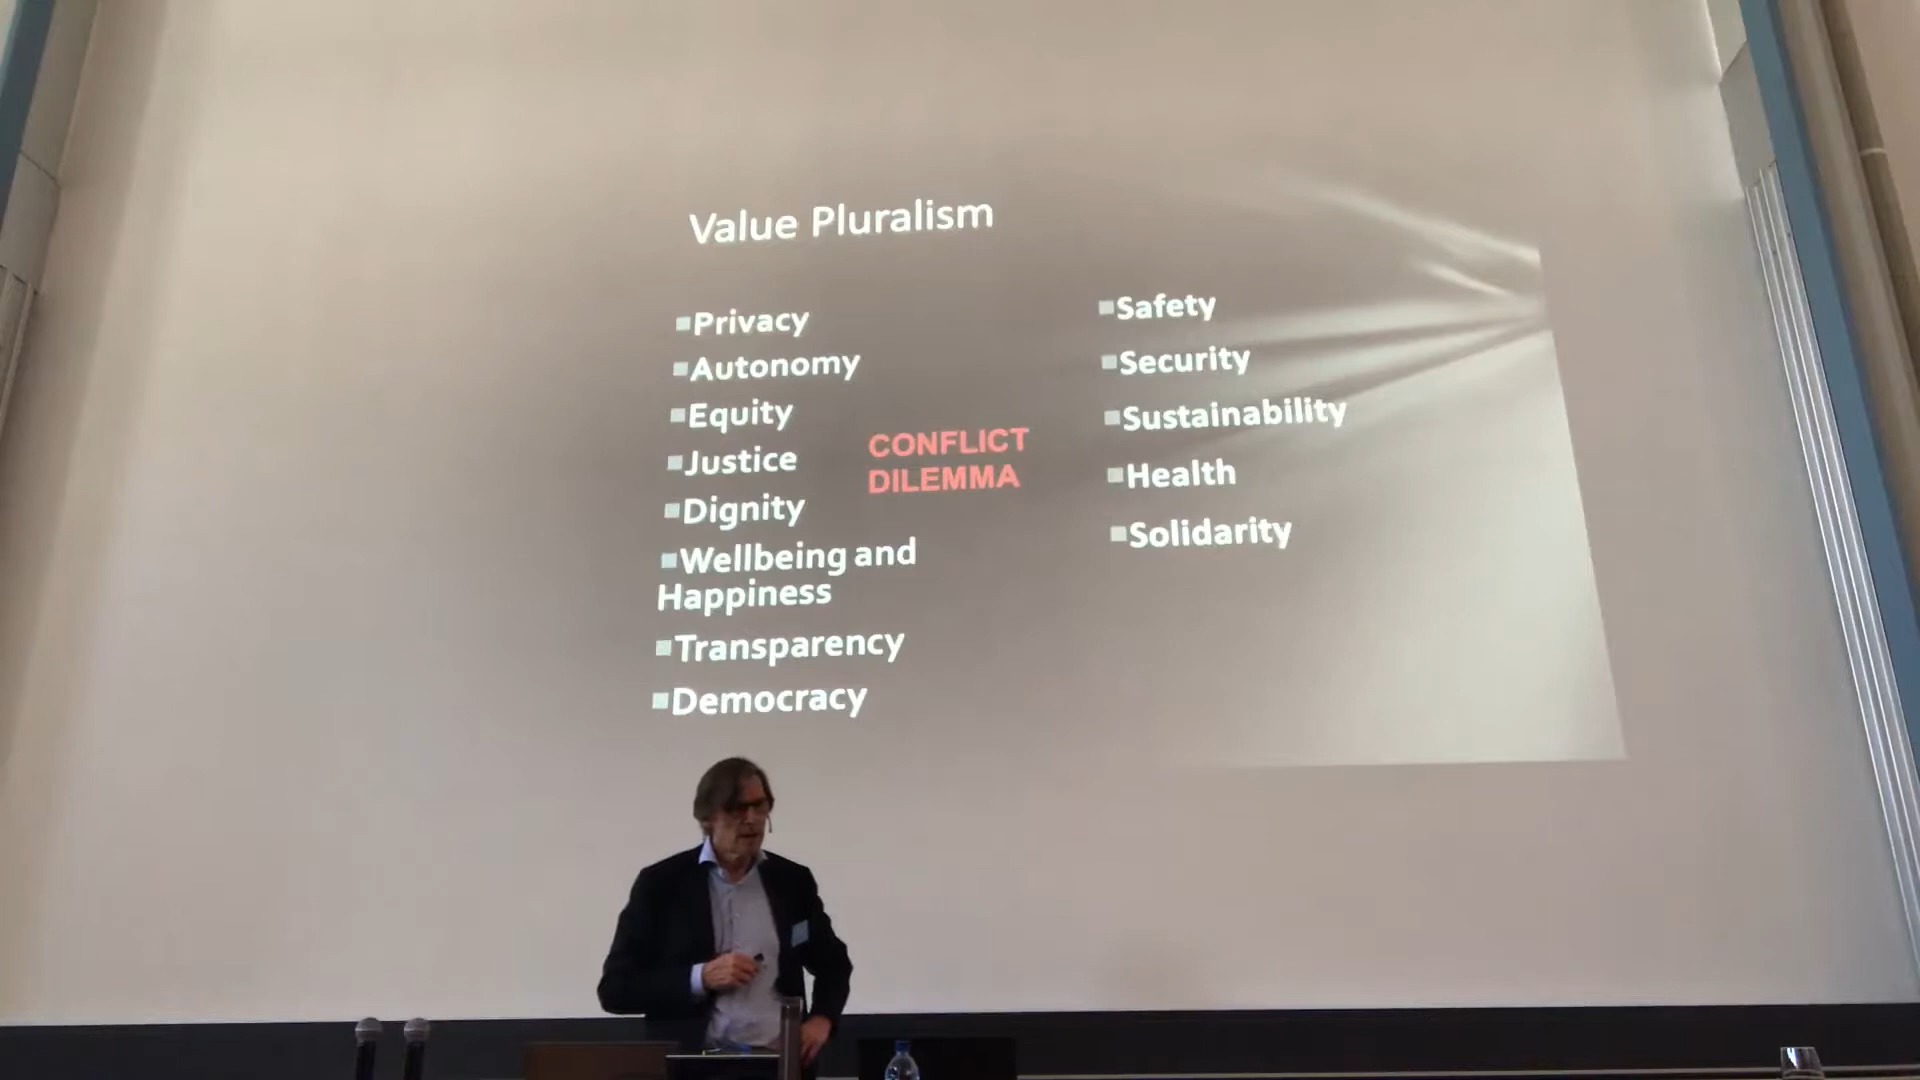 Value Pluralism
▪Privacy
▪Autonomy
▪Equity
▪Justice
▪Dignity
▪Wellbeing and
Happiness
▪Transparency
▪Democracy
CONFLICT
DILEMMA
▪Safety
▪Security
▪Sustainability
▪Health
▪Solidarity